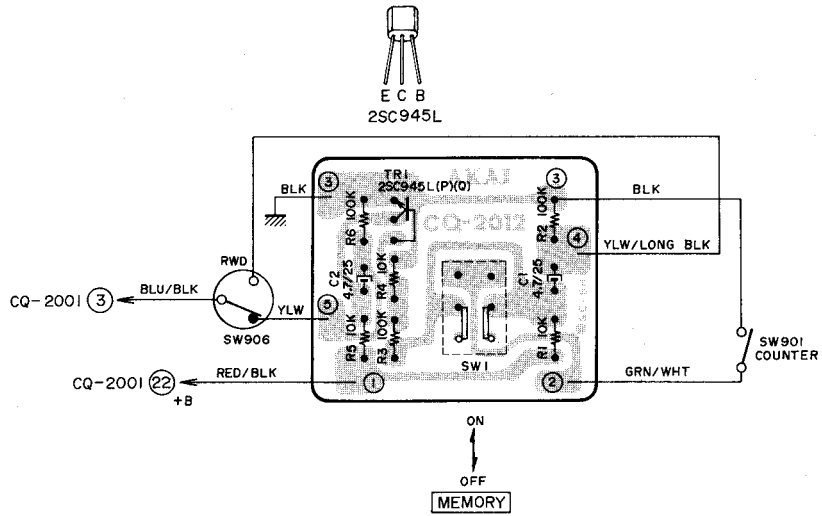 E C B
2SC945L
AKAI
CQ-2012
TR1
2SC945L(P)(Q)
3
BLK
R6 100K
C2 4.7/25
R4 10K
R5 10K
R3 100K
5
1
3
R2 100K
4
C1 4.7/25
R1 10K
2
SW1
BLK
YLW/LONG BLK
RWD
BLU/BLK
CQ-2001 3
YLW
SW906
CQ-2001 22
+B
RED/BLK
GRN/WHT
SW901
COUNTER
ON
OFF
MEMORY